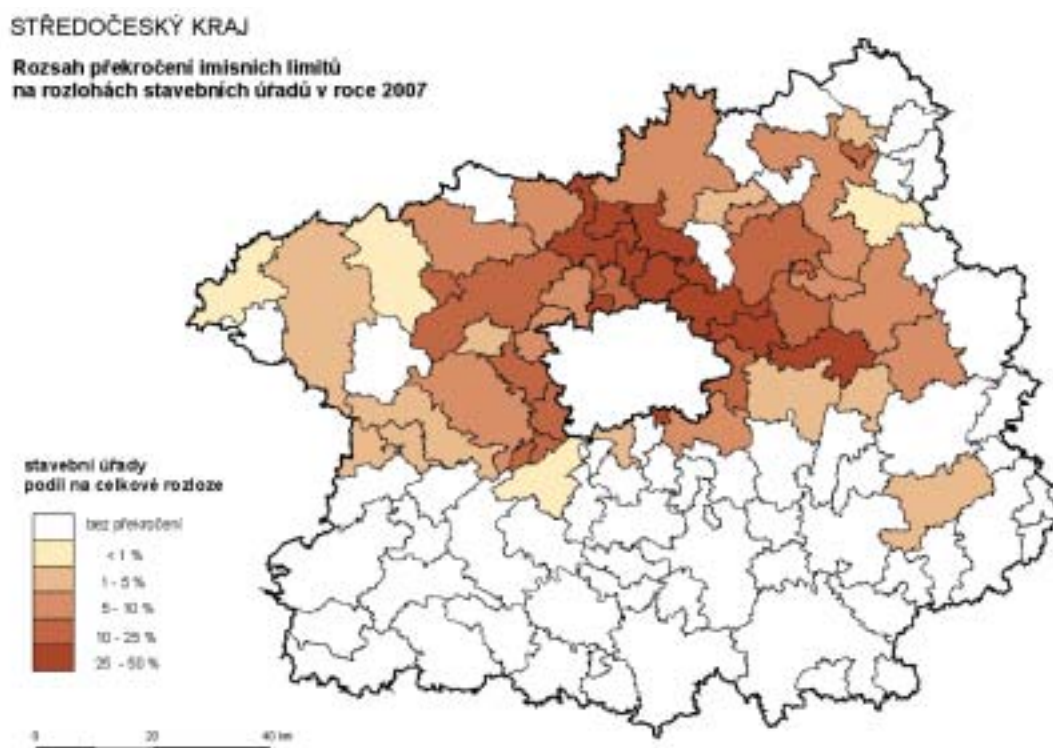 STŘEDOČESKÝ KRAJ
Rozsah překročení imisních limitů
na rozlohách stavebních úřadů v roce 2007
stavební úřady
podíl na celkové rozloze
bez překročení
< 1 %
1 - 5 %
5 - 10 %
10 - 25 %
25 - 50 %
0 20 40 km